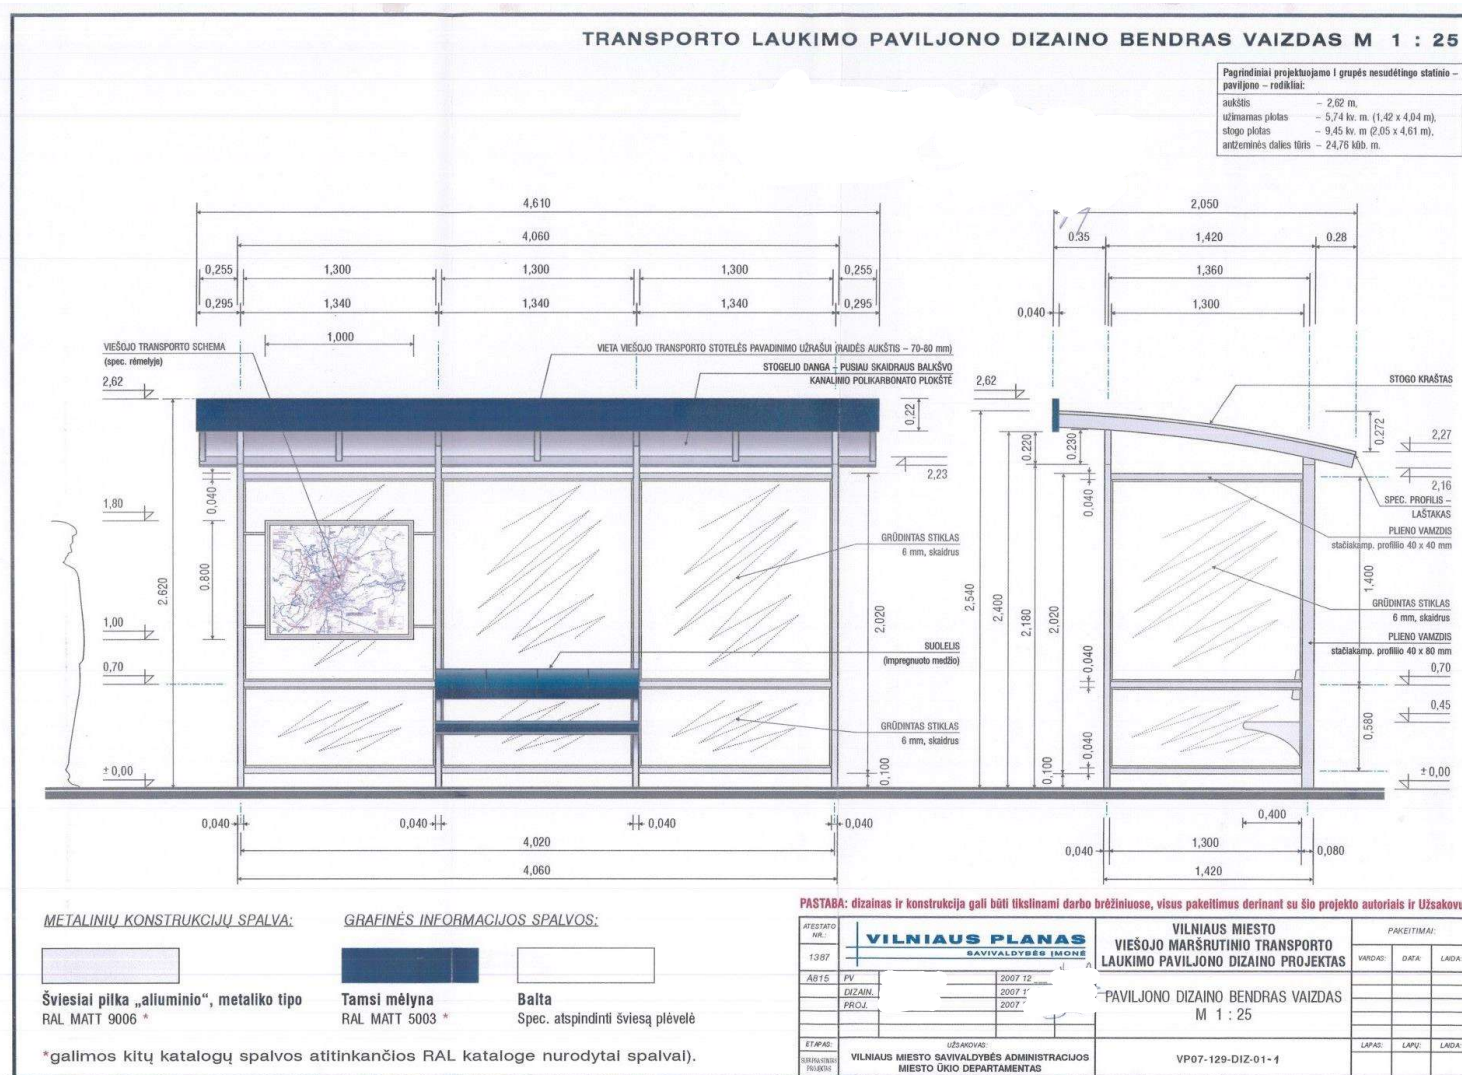 TRANSPORTO LAUKIMO PAVILJONO DIZAINO BENDRAS VAIZDAS M 1 : 25
Pagrindiniai projektuojamo I grupės nesudėtingo statinio –
paviljono – rodikliai:
aukštis – 2,62 m,
užimamas plotas – 5,74 kv. m. (1,42 x 4,04 m),
stogo plotas – 9,45 kv. m (2,05 x 4,61 m),
antžeminės dalies tūris – 24,76 kūb. m.
4,610
4,060
0,255 1,300 1,300 1,300 0,255
0,295 1,340 1,340 1,340 0,295
1,000
2,050
0.35 1,420 0.28
1,360
1,300
0,040
VIEŠOJO TRANSPORTO SCHEMA
(spec. rėmelyje)
VIETA VIEŠOJO TRANSPORTO STOTELĖS PAVADINIMO UŽRAŠUI (RAIDĖS AUKŠTIS – 70-80 mm)
STOGELIO DANGA – PUSIAU SKAIDRAUS BALKŠVO
KANALINIO POLIKARBONATO PLOKŠTĖ
2,62
1,80
1,00
0,70
± 0,00
2.620
0,040
0.800
0.22
2,23
2,020
0,100
GRŪDINTAS STIKLAS
6 mm, skaidrus
SUOLELIS
(impregnuoto medžio)
GRŪDINTAS STIKLAS
6 mm, skaidrus
2,62
2,540
2,400
0.220
2,180
2,020
0.230
0,040
0,040
0,040
0,100
STOGO KRAŠTAS
0.272
2,27
2,16
SPEC. PROFILIS –
LAŠTAKAS
PLIENO VAMZDIS
stačiakamp. profilio 40 x 40 mm
1,400
GRŪDINTAS STIKLAS
6 mm, skaidrus
PLIENO VAMZDIS
stačiakamp. profilio 40 x 80 mm
0,70
0,45
0,580
± 0,00
0,040 0,040 0,040 0,040
4,020
4,060
0,400
0,040 1,300 0,080
1,420
METALINIŲ KONSTRUKCIJŲ SPALVA:
Šviesiai pilka „aliuminio“, metaliko tipo
RAL MATT 9006 *
GRAFINĖS INFORMACIJOS SPALVOS:
Tamsi mėlyna
RAL MATT 5003 *
Balta
Spec. atspindinti šviesą plėvelė
*galimos kitų katalogų spalvos atitinkančios RAL kataloge nurodytai spalvai).
PASTABA: dizainas ir konstrukcija gali būti tikslinami darbo brėžiniuose, visus pakeitimus derinant su šio projekto autoriais ir Užsakovu
ATESTATO
NR.:
1387
A815
VILNIAUS PLANAS
SAVIVALDYBĖS ĮMONĖ
PV 2007 12
DIZAIN.
PROJ.
VILNIAUS MIESTO
VIEŠOJO MARŠRUTINIO TRANSPORTO
LAUKIMO PAVILJONO DIZAINO PROJEKTAS
PAVILJONO DIZAINO BENDRAS VAIZDAS
M 1 : 25
PAKEITIMAI:
VARDAS: DATA: LAIDA:
ETAPAS:
UŽSAKOVAS:
VILNIAUS MIESTO SAVIVALDYBĖS ADMINISTRACIJOS
MIESTO ŪKIO DEPARTAMENTAS
VP07-129-DIZ-01-1
LAPAS: LAPŲ: LAIDA: